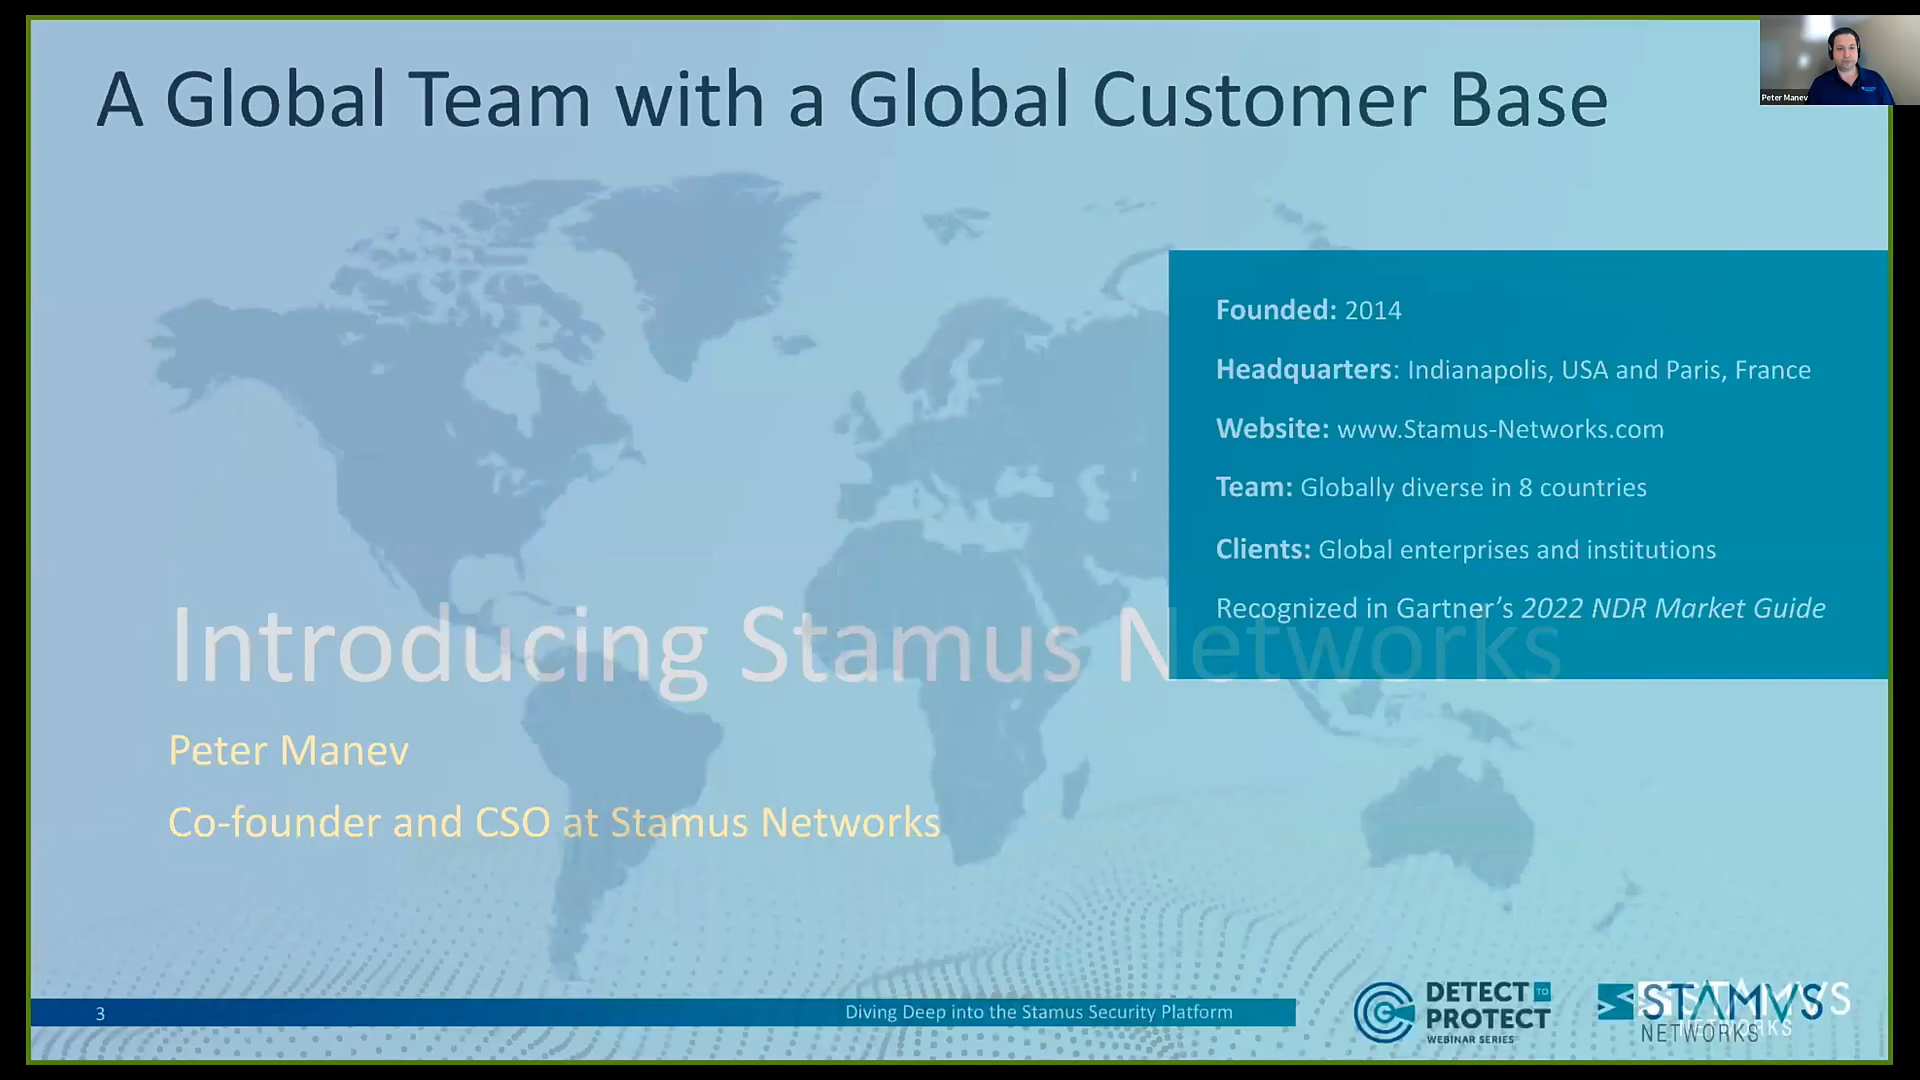 A Global Team with a Global Customer Base
Peter Manev
Founded: 2014
Headquarters: Indianapolis, USA and Paris, France
Website: www.Stamus-Networks.com
Team: Globally diverse in 8 countries
Clients: Global enterprises and institutions
Recognized in Gartner’s 2022 NDR Market Guide
Introducing Stamus Networks
Peter Manev
Co-founder and CSO at Stamus Networks
3
Diving Deep into the Stamus Security Platform
DETECT TO
PROTECT
WEBINAR SERIES
STAMVS
NETWORKS